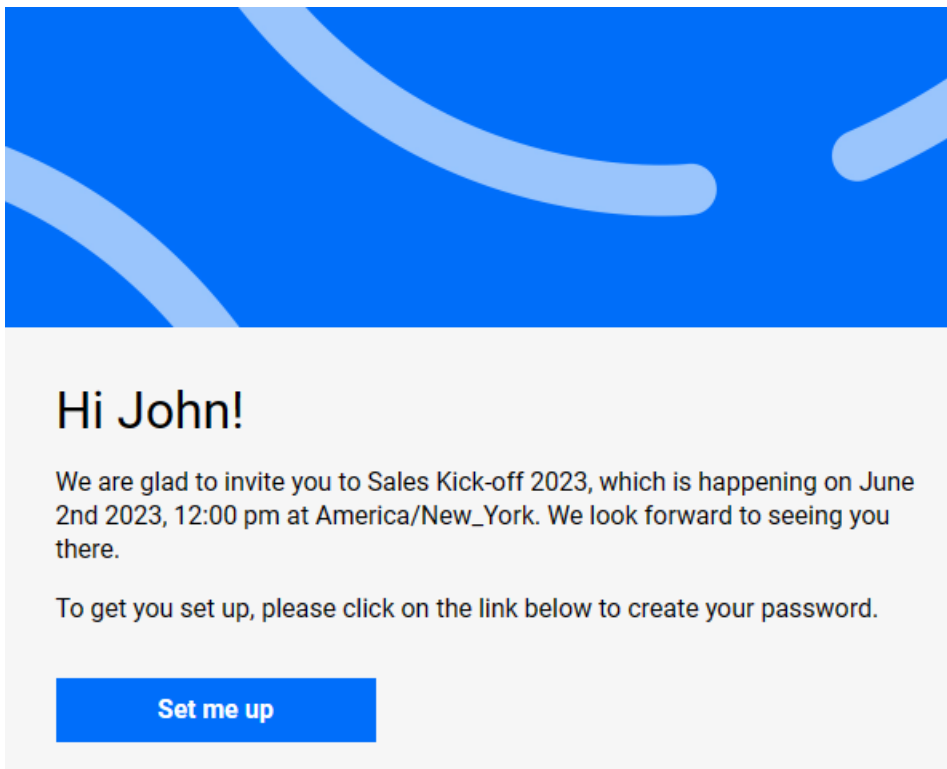 Hi John!
We are glad to invite you to Sales Kick-off 2023, which is happening on June
2nd 2023, 12:00 pm at America/New_York. We look forward to seeing you
there.
To get you set up, please click on the link below to create your password.
Set me up